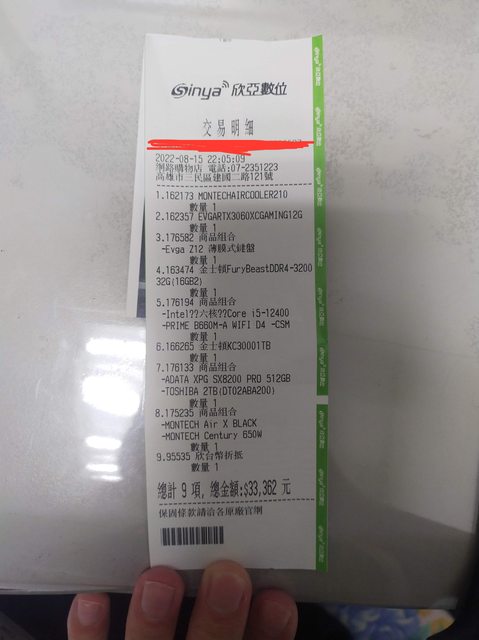 Sinya 欣亞數位
交易明細
2022-08-15 22:05:09
網路購物店 電話:07-2351223
高雄市三民區建國二路121號
1.162173 MONTECHAIRCOOLER210
數量 1
2.162357 EVGARTX3060XCGAMING12G
數量 1
3.176582 商品組合
-Evga Z12 薄膜式鍵盤
數量 1
4.163474 金士頓FuryBeastDDR4-3200
32G(16GB2)
數量 1
5.176194 商品組合
-Intel??六核??Core i5-12400
-PRIME B660M-A WIFI D4 -CSM
數量 1
6.166265 金士頓KC30001TB
數量 1
7.176133 商品組合
-ADATA XPG SX8200 PRO 512GB
-TOSHIBA 2TB(DT02ABA200)
數量 1
8.175235 商品組合
-MONTECH Air X BLACK
-MONTECH Century 650W
數量 1
9.95535 欣台幣折抵
數量 1
總計 9 項, 總金額:$33,362 元
保固條款請洽各原廠官網